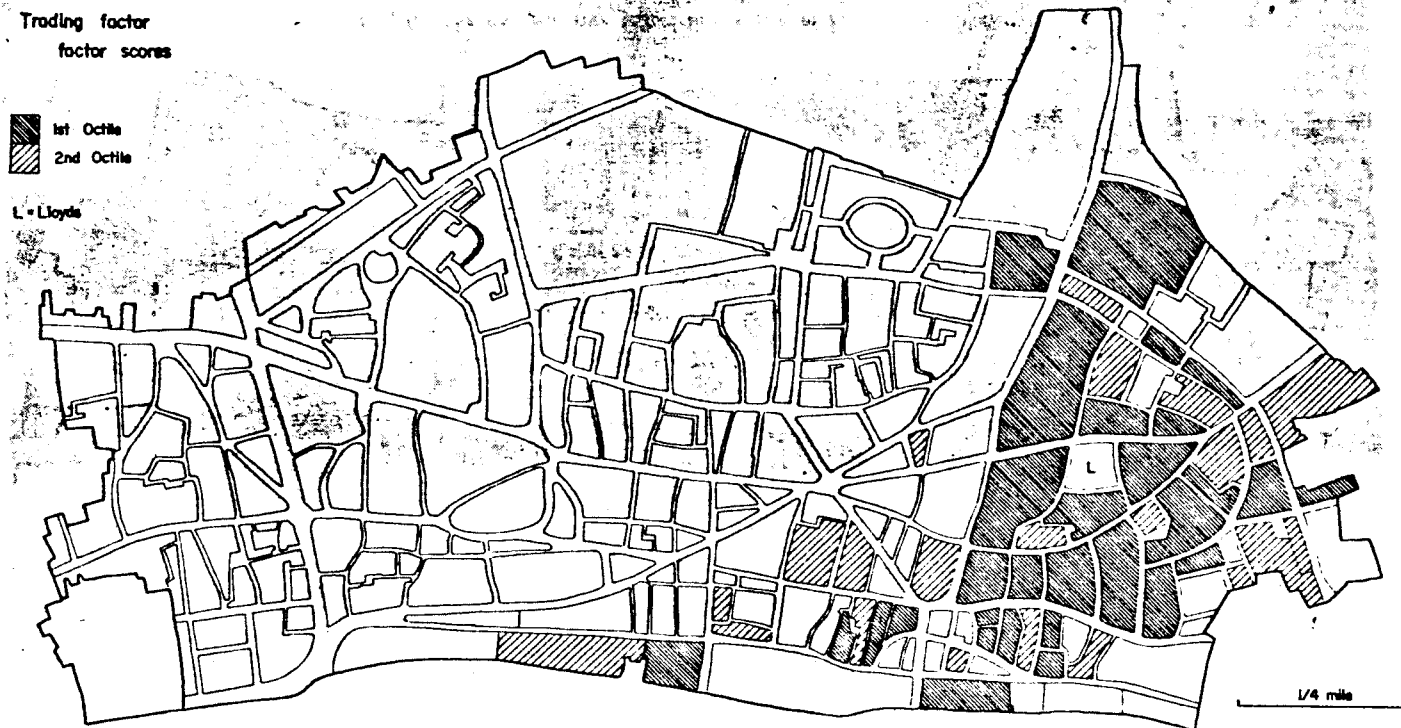 Trading factor
factor scores
1st Octile
2nd Octile
L = Lloyds
L
1/4 mile